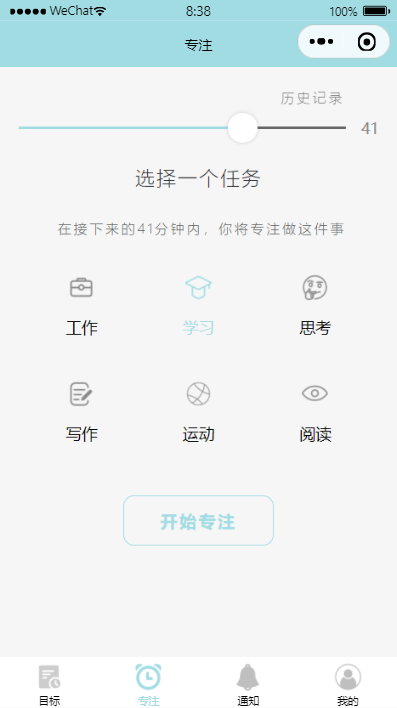 WeChat 8:38 100%
专注
历史记录
41
选择一个任务
在接下来的41分钟内，你将专注做这件事
工作 学习 思考
写作 运动 阅读
开始专注
目标 专注 通知 我的